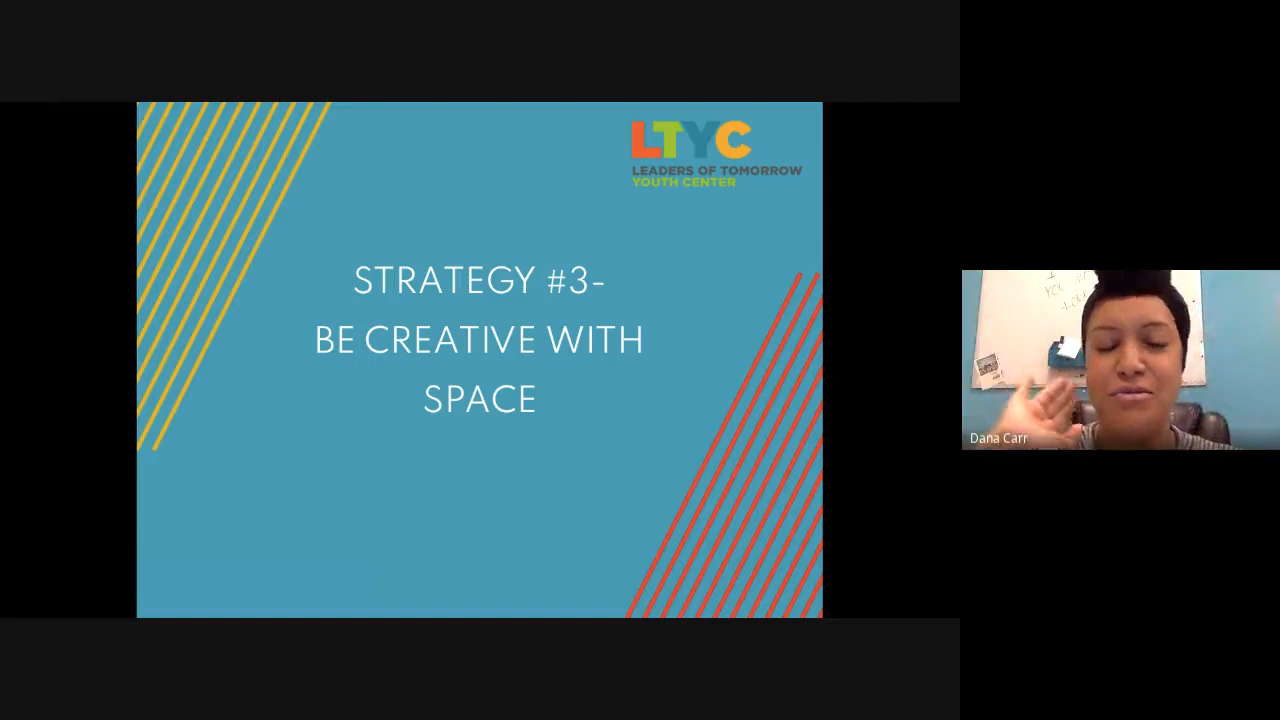 LTYC
LEADERS OF TOMORROW
YOUTH CENTER
STRATEGY #3-
BE CREATIVE WITH
SPACE
Dana Carr